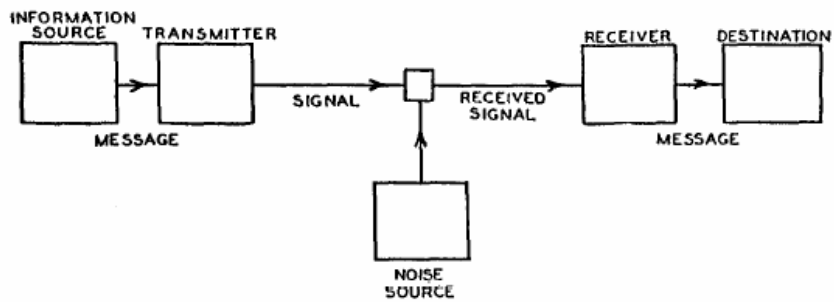 INFORMATION
SOURCE
TRANSMITTER
RECEIVER
DESTINATION
SIGNAL
RECEIVED
SIGNAL
MESSAGE
MESSAGE
NOISE
SOURCE